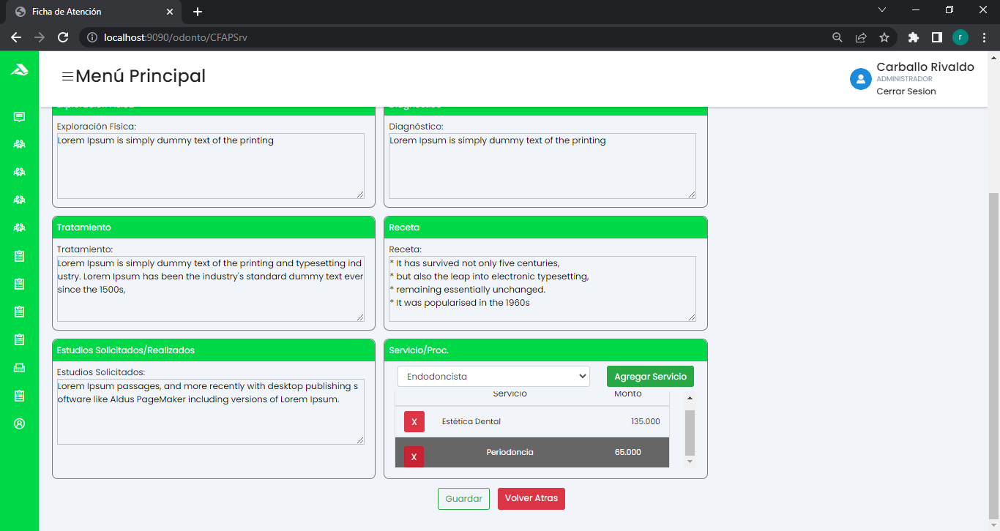 Ficha de Atención
localhost:9090/odonto/CFAPSrv
r
Menú Principal
Carballo Rivaldo
ADMINISTRADOR
Cerrar Sesion
Exploración Física
Diagnóstico
Exploración Física:
Lorem Ipsum is simply dummy text of the printing
Diagnóstico:
Lorem Ipsum is simply dummy text of the printing
Tratamiento
Tratamiento:
Lorem Ipsum is simply dummy text of the printing and typesetting ind
ustry. Lorem Ipsum has been the industry's standard dummy text ever
since the 1500s,
Receta
Receta:
* It has survived not only five centuries,
* but also the leap into electronic typesetting,
* remaining essentially unchanged.
* It was popularised in the 1960s
Estudios Solicitados/Realizados
Estudios Solicitados:
Lorem Ipsum passages, and more recently with desktop publishing s
oftware like Aldus PageMaker including versions of Lorem Ipsum.
Servicio/Proc.
Endodoncista
Agregar Servicio
Servicio Monto
X Estética Dental 135.000
X Periodoncia 65.000
Guardar
Volver Atras